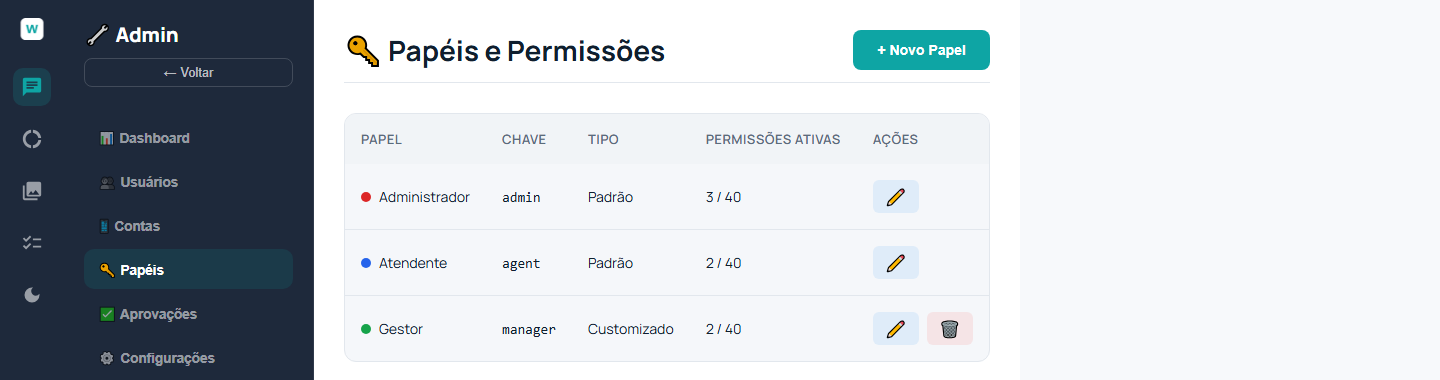 W
Admin
← Voltar
Dashboard
Usuários
Contas
Papéis
Aprovações
Configurações
Papéis e Permissões
+ Novo Papel
PAPEL CHAVE TIPO PERMISSÕES ATIVAS AÇÕES
Administrador admin Padrão 3 / 40
Atendente agent Padrão 2 / 40
Gestor manager Customizado 2 / 40